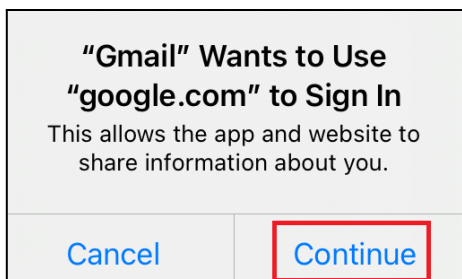 “Gmail” Wants to Use
“google.com” to Sign In
This allows the app and website to
share information about you.
Cancel Continue